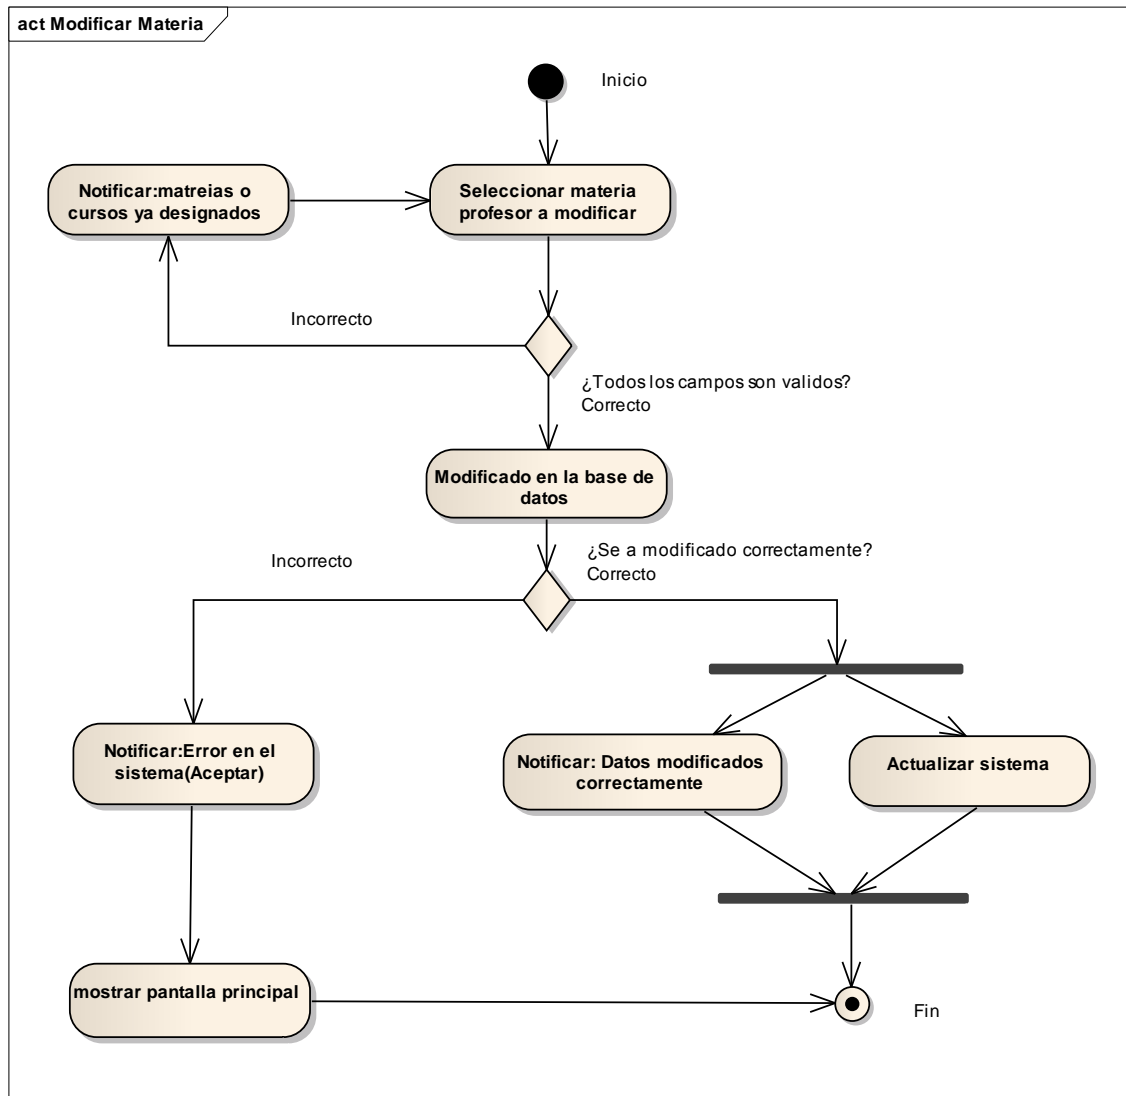 act Modificar Materia
Inicio
Notificar:matreias o
cursos ya designados
Seleccionar materia
profesor a modificar
Incorrecto
¿Todos los campos son validos?
Correcto
Modificado en la base de
datos
Incorrecto
¿Se a modificado correctamente?
Correcto
Notificar:Error en el
sistema(Aceptar)
Notificar: Datos modificados
correctamente
Actualizar sistema
mostrar pantalla principal
Fin